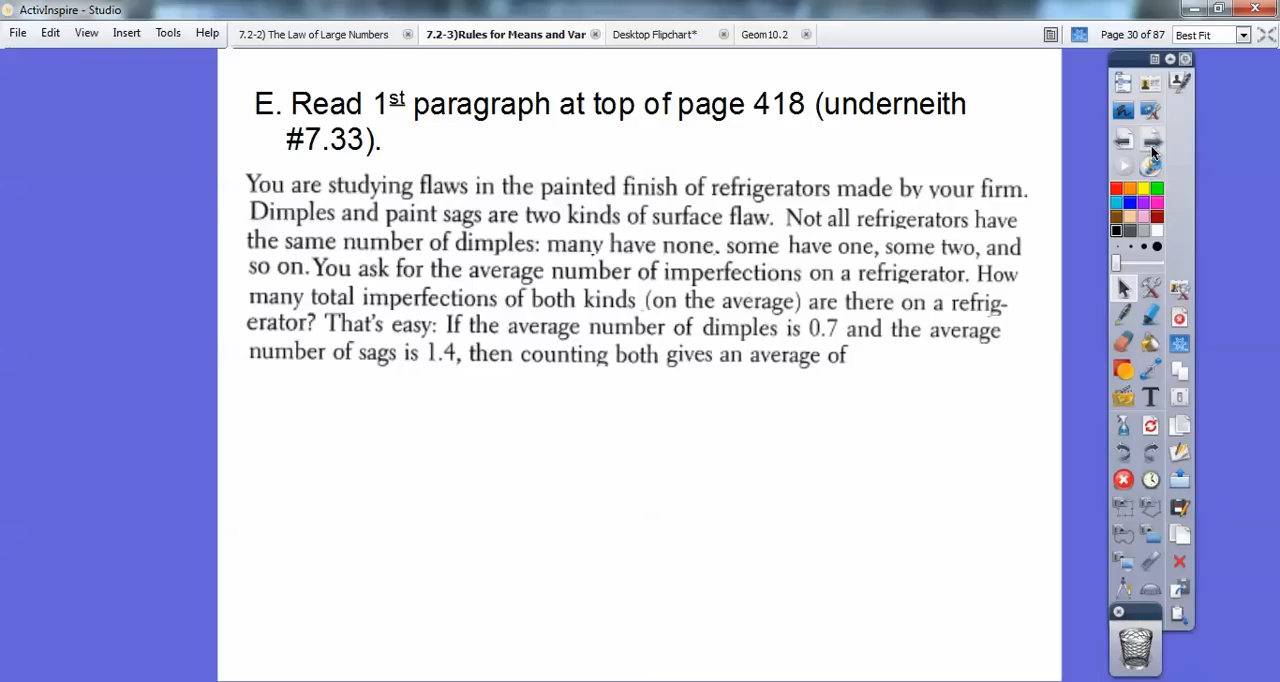 ActivInspire - Studio
File Edit View Insert Tools Help
7.2-2) The Law of Large Numbers
7.2-3)Rules for Means and Var
Desktop Flipchart*
Geom10.2
Page 30 of 87
Best Fit
E. Read 1st paragraph at top of page 418 (underneith
#7.33).
You are studying flaws in the painted finish of refrigerators made by your firm.
Dimples and paint sags are two kinds of surface flaw. Not all refrigerators have
the same number of dimples: many have none, some have one, some two, and
so on. You ask for the average number of imperfections on a refrigerator. How
many total imperfections of both kinds (on the average) are there on a refrig-
erator? That's easy: If the average number of dimples is 0.7 and the average
number of sags is 1.4, then counting both gives an average of